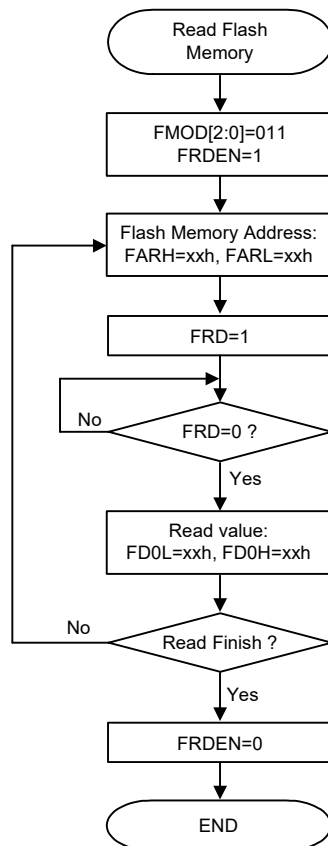 Read Flash
Memory
FMOD[2:0]=011
FRDEN=1
Flash Memory Address:
FARH=xxh, FARL=xxh
FRD=1
No
FRD=0 ?
Yes
Read value:
FD0L=xxh, FD0H=xxh
No
Read Finish ?
Yes
FRDEN=0
END